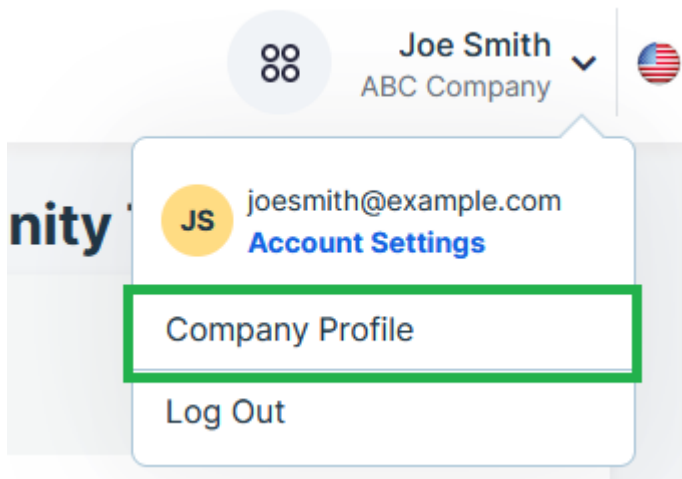 Joe Smith
ABC Company
nity
JS
joesmith@example.com
Account Settings
Company Profile
Log Out